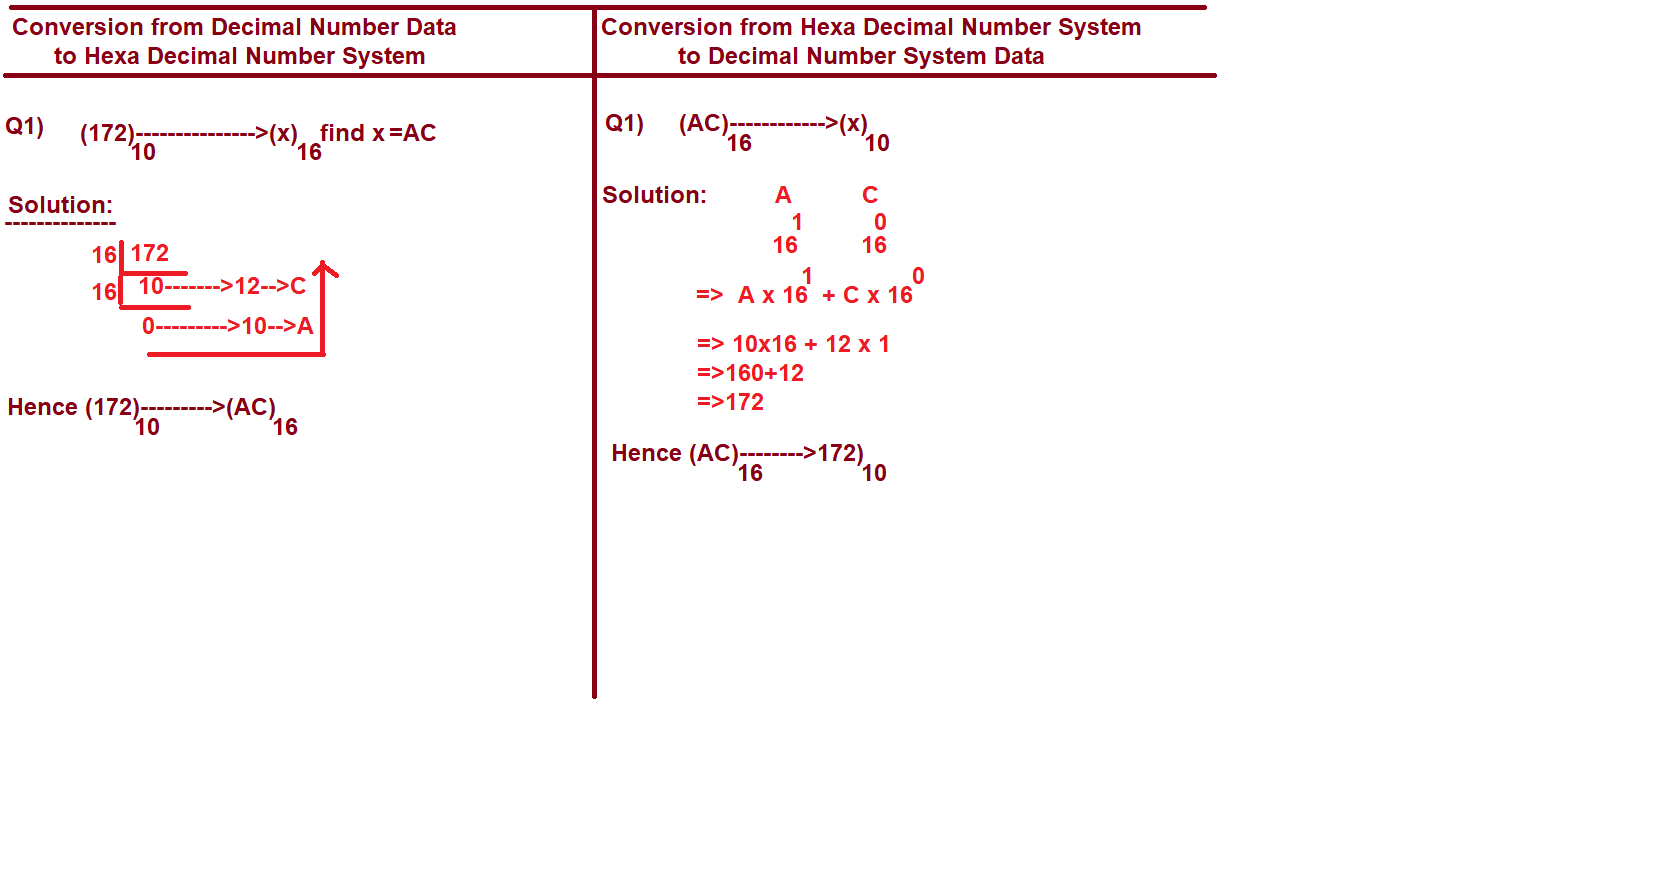 Conversion from Decimal Number Data
to Hexa Decimal Number System
Q1) (172)--------------->(x) find x =AC
10 16
Solution:
--------------
16 172
16 10------->12-->C
0--------->10-->A
Hence (172)--------->(AC)
10 16
Conversion from Hexa Decimal Number System
to Decimal Number System Data
Q1) (AC)------------>(x)
16 10
Solution: A C
1 0
16 16
1 0
=> A x 16 + C x 16
=> 10x16 + 12 x 1
=>160+12
=>172
Hence (AC)-------->172)
16 10